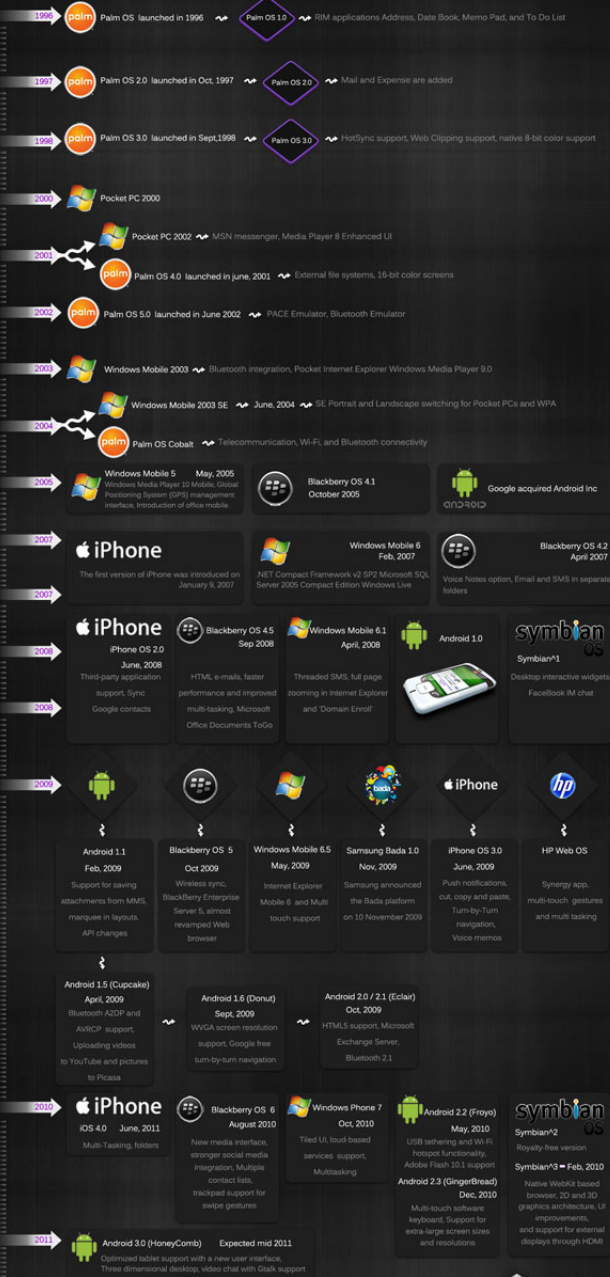 1996 palm Palm OS launched in 1996 Palm OS 1.0 RIM applications Address, Date Book, Memo Pad, and To Do List
1997 palm Palm OS 2.0 launched in Oct, 1997 Palm OS 2.0 Mail and Expense are added
1998 palm Palm OS 3.0 launched in Sept,1998 Palm OS 3.0 HotSync support, Web Clipping support, native 8-bit color support
2000 Pocket PC 2000
Pocket PC 2002 MSN messenger, Media Player 8 Enhanced UI
2001
palm Palm OS 4.0 launched in june, 2001 External file systems, 16-bit color screens
2002 palm Palm OS 5.0 launched in June 2002 PACE Emulator, Bluetooth Emulator
2003 Windows Mobile 2003 Bluetooth integration, Pocket Internet Explorer Windows Media Player 9.0
Windows Mobile 2003 SE June, 2004 SE Portrait and Landscape switching for Pocket PCs and WPA
2004
palm Palm OS Cobalt Telecommunication, Wi-Fi, and Bluetooth connectivity
2005
Windows Mobile 5 May, 2005
Windows Media Player 10 Mobile, Global
Positioning System (GPS) management
interface, Introduction of office mobile
Blackberry OS 4.1
October 2005
Google acquired Android Inc
ANDROID
2007
iPhone
The first version of iPhone was introduced on
January 9, 2007
Windows Mobile 6
Feb, 2007
.NET Compact Framework v2 SP2 Microsoft SQL
Server 2005 Compact Edition Windows Live
Blackberry OS 4.2
April 2007
Voice Notes option, Email and SMS in separate
folders
2007
2008
iPhone
iPhone OS 2.0
June, 2008
Third-party application
support, Sync
Google contacts
Blackberry OS 4.5
Sep 2008
HTML e-mails, faster
performance and improved
multi-tasking, Microsoft
Office Documents ToGo
Windows Mobile 6.1
April, 2008
Threaded SMS, full page
zooming in Internet Explorer
and 'Domain Enroll'
Android 1.0
symbian
OS
Symbian^1
Desktop interactive widgets
FaceBook IM chat
2008
2009
bada
iPhone
hp
Android 1.1
Feb, 2009
Support for saving
attachments from MMS,
marquee in layouts,
API changes
Blackberry OS 5
Oct 2009
Wireless sync,
BlackBerry Enterprise
Server 5, almost
revamped Web
browser
Windows Mobile 6.5
May, 2009
Internet Explorer
Mobile 6 and Multi
touch support
Samsung Bada 1.0
Nov, 2009
Samsung announced
the Bada platform
on 10 November 2009
iPhone OS 3.0
June, 2009
Push notifications,
cut, copy and paste,
Turn-by-Turn
navigation,
Voice memos
HP Web OS
Synergy app,
multi-touch gestures
and multi tasking
Android 1.5 (Cupcake)
April, 2009
Bluetooth A2DP and
AVRCP support,
Uploading videos
to YouTube and pictures
to Picasa
Android 1.6 (Donut)
Sept, 2009
WVGA screen resolution
support, Google free
turn-by-turn navigation
Android 2.0 / 2.1 (Eclair)
Oct, 2009
HTML5 support, Microsoft
Exchange Server,
Bluetooth 2.1
2010
iPhone
iOS 4.0 June, 2011
Multi-Tasking, folders
Blackberry OS 6
August 2010
New media interface,
stronger social media
integration, Multiple
contact lists,
trackpad support for
swipe gestures
Windows Phone 7
Oct, 2010
Tiled UI, loud-based
services support,
Multitasking
Android 2.2 (Froyo)
May, 2010
USB tethering and Wi-Fi
hotspot functionality,
Adobe Flash 10.1 support
Android 2.3 (GingerBread)
Dec, 2010
Multi-touch software
keyboard, Support for
extra-large screen sizes
and resolutions
symbian
OS
Symbian^2
Royalty-free version
Symbian^3 - Feb, 2010
Native WebKit based
browser, 2D and 3D
graphics architecture, UI
improvements,
and support for external
displays through HDMI
2011
Android 3.0 (HoneyComb) Expected mid 2011
Optimized tablet support with a new user interface,
Three dimensional desktop, video chat with Gtalk support